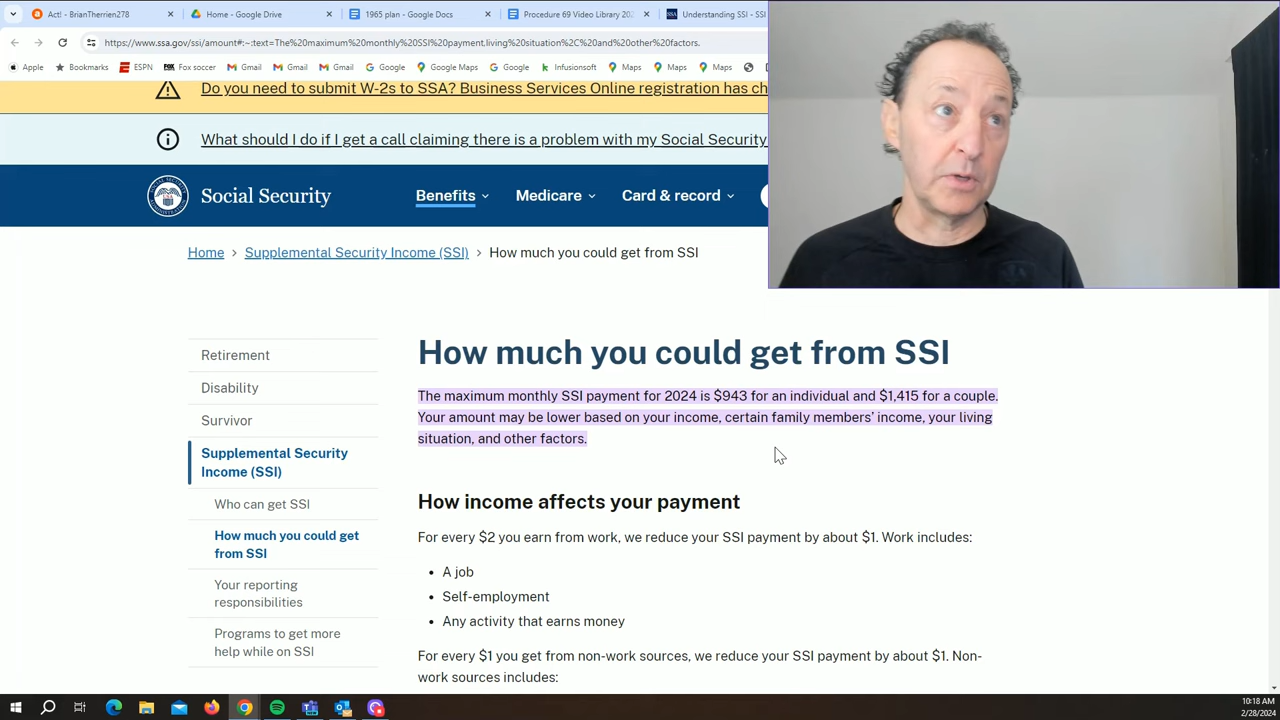 Act! - BrianTherrien278
Home - Google Drive
1965 plan - Google Docs
Procedure 69 Video Library 202
Understanding SSI - SSI
https://www.ssa.gov/ssi/amount#:~:text=The%20maximum%20monthly%20SSI%20payment,living%20situation%2C%20and%20other%20factors.
Apple
Bookmarks
ESPN
Fox soccer
Gmail
Gmail
Gmail
Google
Google Maps
Google
Infusionsoft
Maps
Maps
Maps
Do you need to submit W-2s to SSA? Business Services Online registration has ch
What should I do if I get a call claiming there is a problem with my Social Security
Social Security
Benefits
Medicare
Card & record
Home > Supplemental Security Income (SSI) > How much you could get from SSI
Retirement
Disability
Survivor
Supplemental Security
Income (SSI)
Who can get SSI
How much you could get
from SSI
Your reporting
responsibilities
Programs to get more
help while on SSI
How much you could get from SSI
The maximum monthly SSI payment for 2024 is $943 for an individual and $1,415 for a couple.
Your amount may be lower based on your income, certain family members’ income, your living
situation, and other factors.
How income affects your payment
For every $2 you earn from work, we reduce your SSI payment by about $1. Work includes:
• A job
• Self-employment
• Any activity that earns money
For every $1 you get from non-work sources, we reduce your SSI payment by about $1. Non-
work sources includes:
10:18 AM
2/28/2024